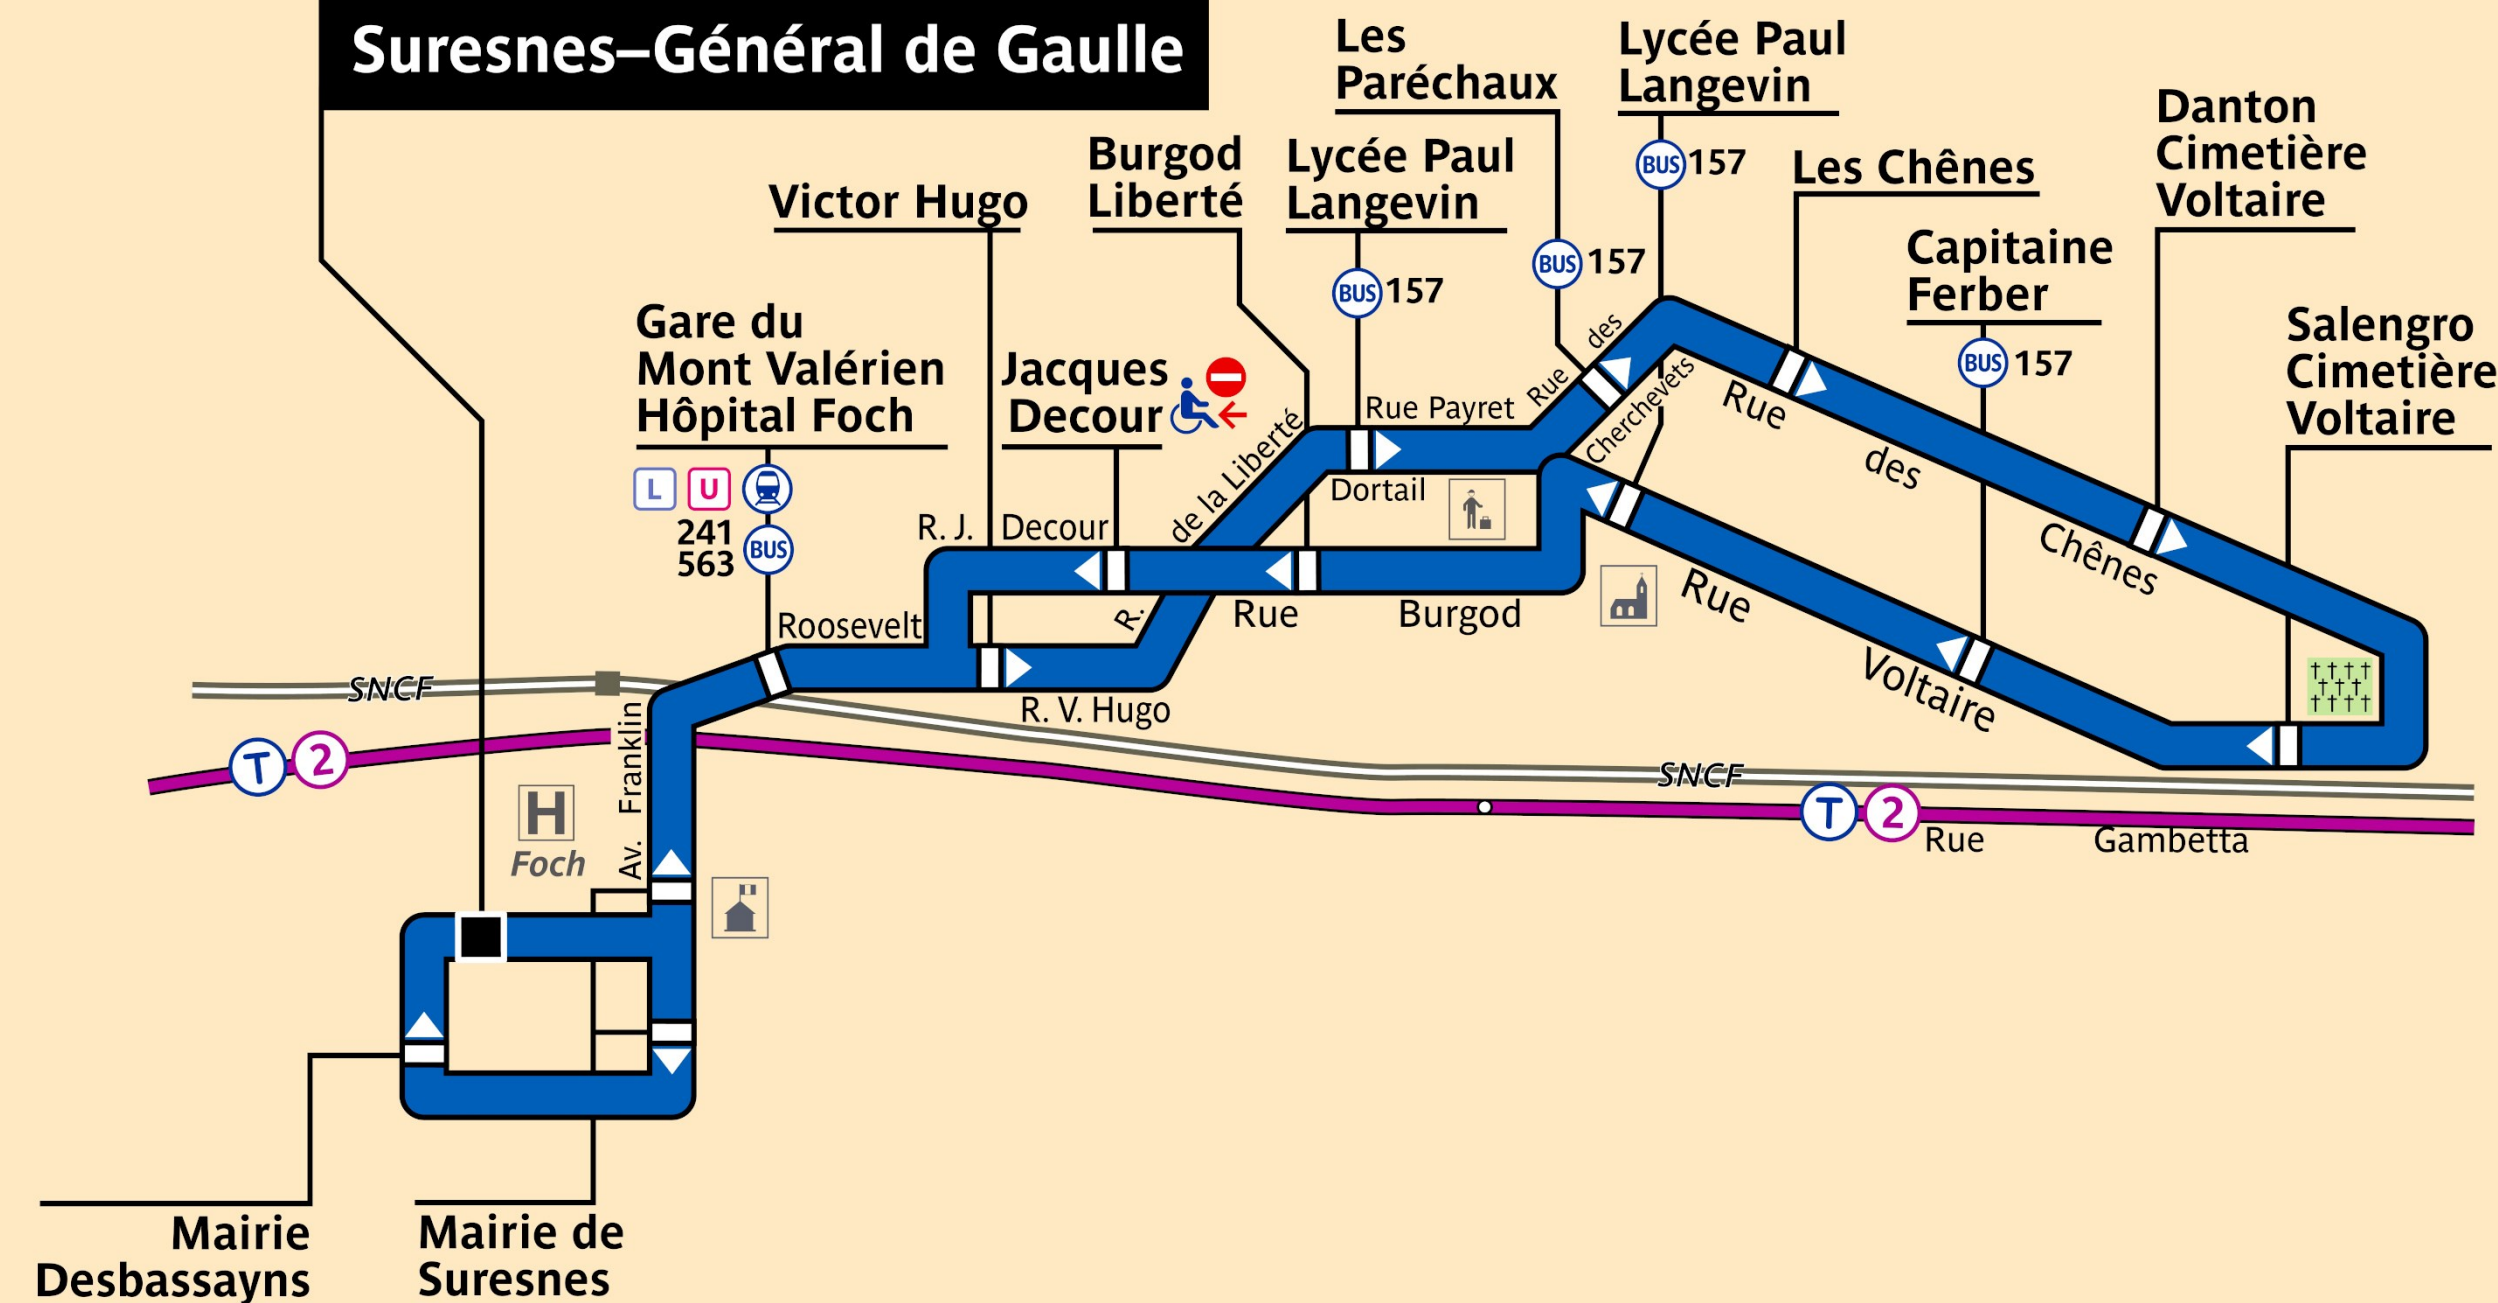 Suresnes–Général de Gaulle
Les
Paréchaux
157
Lycée Paul
Langevin
157
Danton
Cimetière
Voltaire
Burgod
Liberté
Lycée Paul
Langevin
BUS 157
Les Chênes
Victor Hugo
BUS
BUS
Capitaine
Ferber
BUS 157
Salengro
Cimetière
Voltaire
Gare du
Mont Valérien
Hôpital Foch
L U
241
563
BUS
Jacques
Decour
Rue des
Cherchevets
Rue Payret
Dortail
R. de la Liberté
R. J. Decour
Rue des Chênes
Rue Burgod
Rue Voltaire
Roosevelt
R. V. Hugo
SNCF
T 2
Av. Franklin
H
Foch
SNCF
T 2
Rue Gambetta
Mairie
Desbassayns
Mairie de
Suresnes